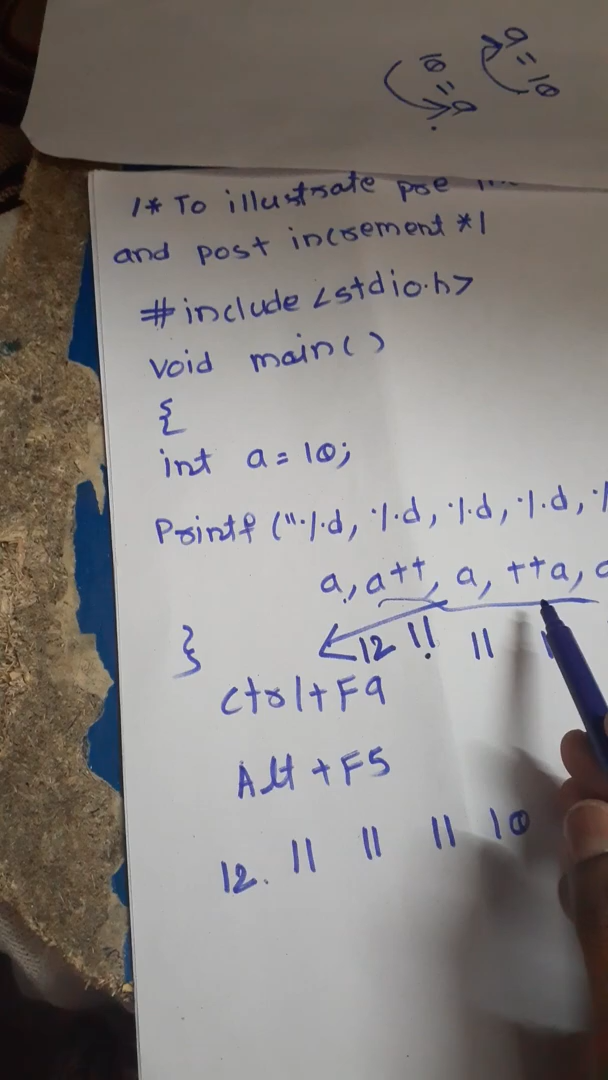 a = 10
10 = a
/* To illustrate pre
and post increment */
#include <stdio.h>
void main()
{
int a = 10;
Printf ("%d, %d, %d, %d, %
a, a++, a, ++a, a
}
12 11 11 1
Ctrl+F9
Alt+F5
12. 11 11 11 10